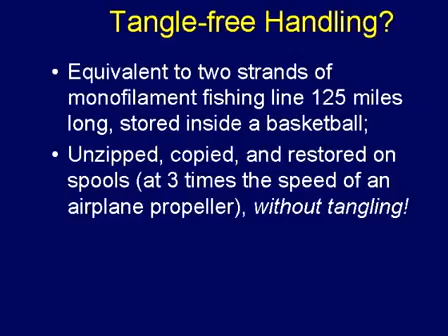 Tangle-free Handling?
• Equivalent to two strands of
monofilament fishing line 125 miles
long, stored inside a basketball;
• Unzipped, copied, and restored on
spools (at 3 times the speed of an
airplane propeller), without tangling!